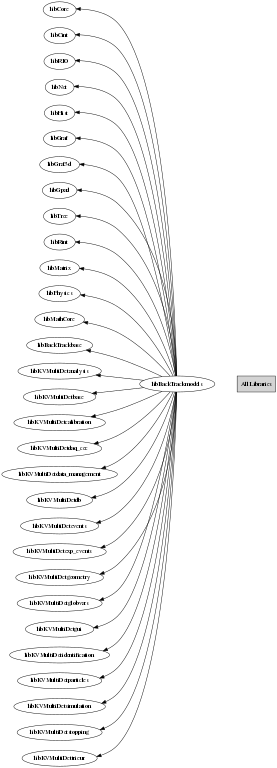 libCore
libCint
libRIO
libNet
libHist
libGraf
libGraf3d
libGpad
libTree
libRint
libMatrix
libPhysics
libMathCore
libBackTrackbase
libKVMultiDetanalysis
libBackTrackmodels
All Libraries
libKVMultiDetbase
libKVMultiDetcalibration
libKVMultiDetdaq_cec
libKVMultiDetdata_management
libKVMultiDetdb
libKVMultiDetevents
libKVMultiDetexp_events
libKVMultiDetgeometry
libKVMultiDetglobvars
libKVMultiDetgui
libKVMultiDetidentification
libKVMultiDetparticles
libKVMultiDetsimulation
libKVMultiDetstopping